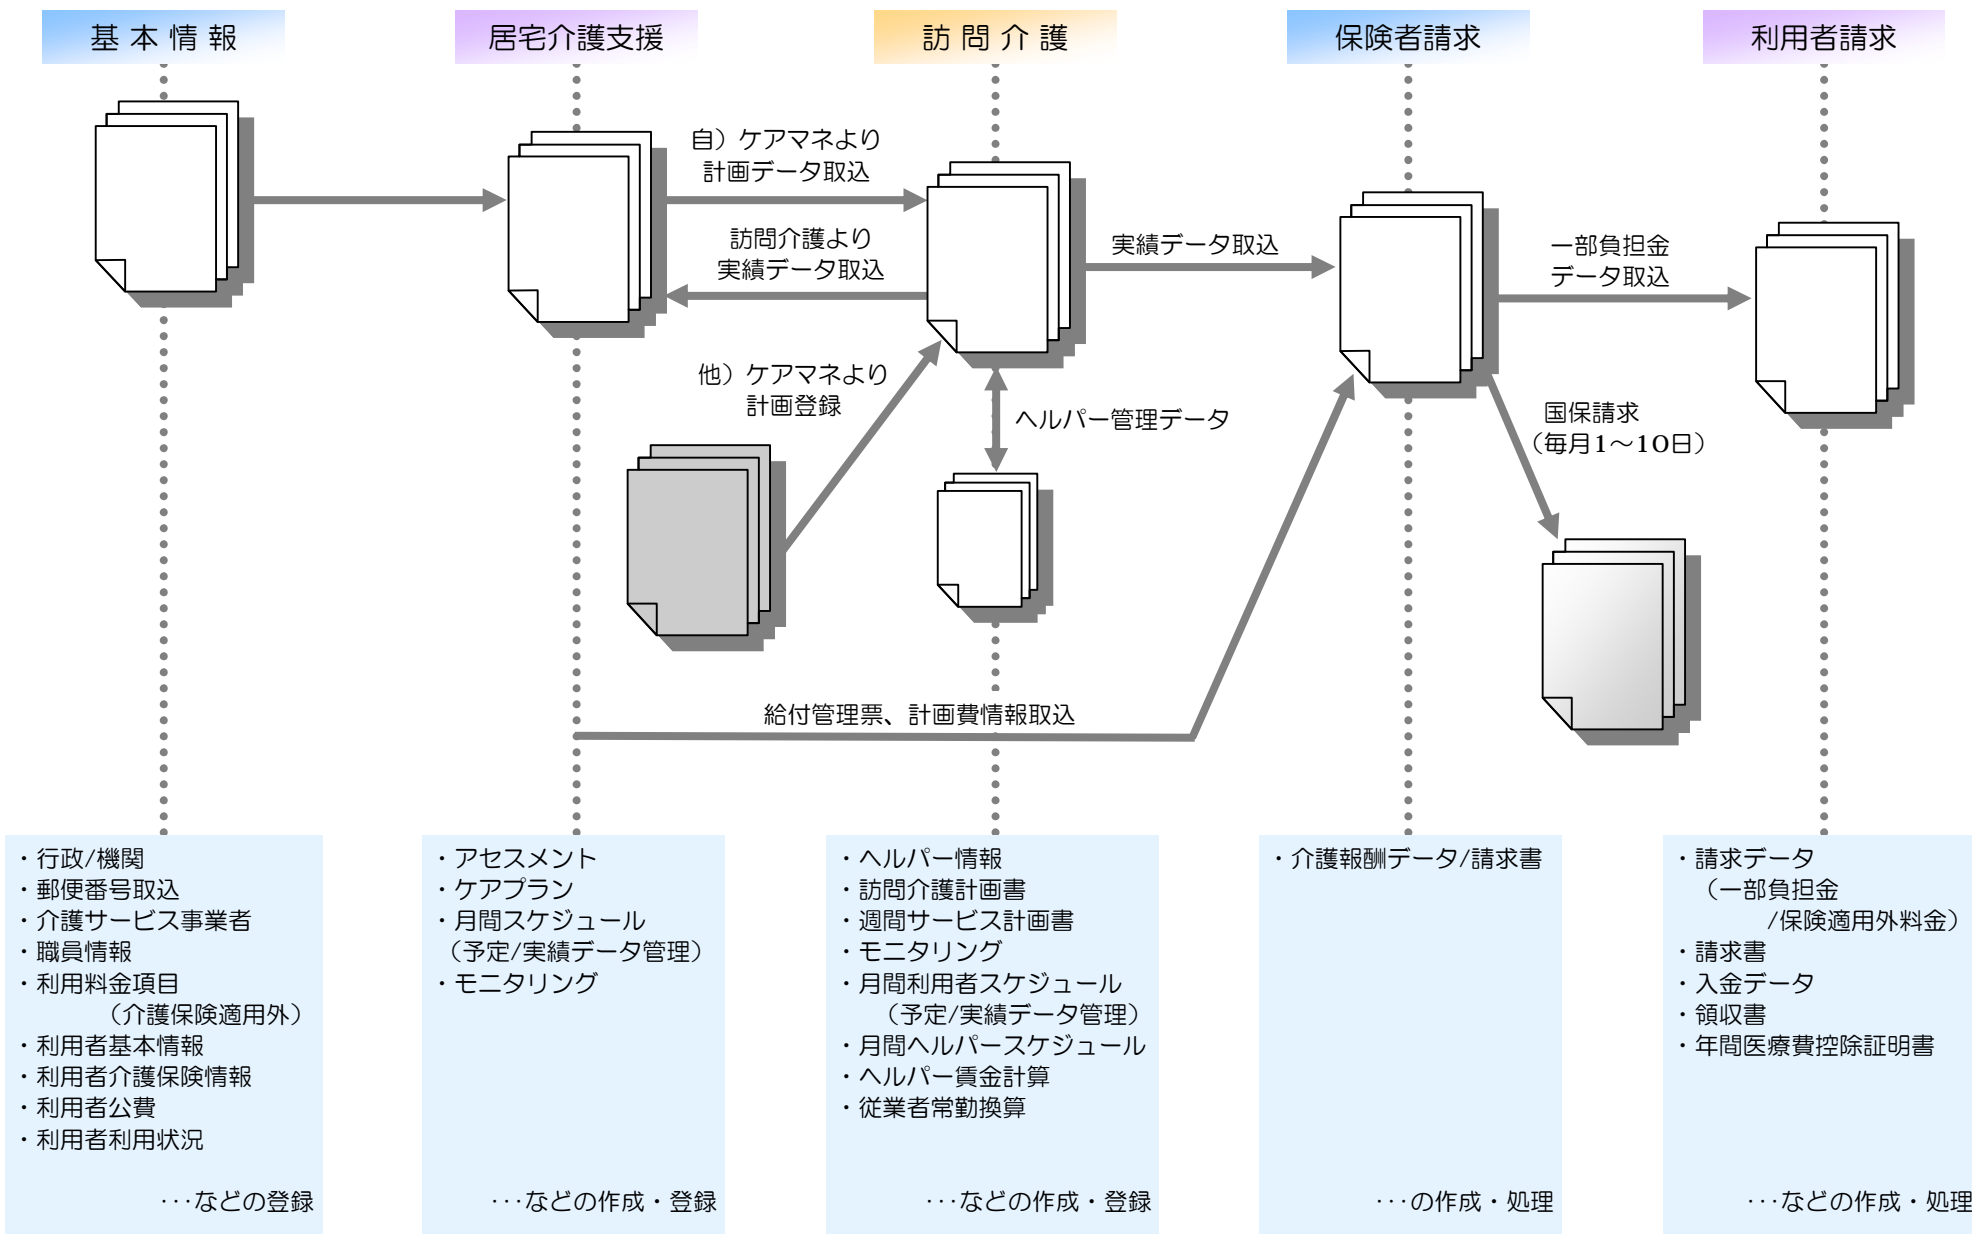 基本情報
居宅介護支援
訪問介護
保険者請求
利用者請求
自）ケアマネより
計画データ取込
訪問介護より
実績データ取込
実績データ取込
一部負担金
データ取込
他）ケアマネより
計画登録
ヘルパー管理データ
国保請求
（毎月1～10日）
給付管理票、計画費情報取込
・行政/機関
・郵便番号取込
・介護サービス事業者
・職員情報
・利用料金項目
（介護保険適用外）
・利用者基本情報
・利用者介護保険情報
・利用者公費
・利用者利用状況
･･･などの登録
・アセスメント
・ケアプラン
・月間スケジュール
（予定/実績データ管理）
・モニタリング
･･･などの作成・登録
・ヘルパー情報
・訪問介護計画書
・週間サービス計画書
・モニタリング
・月間利用者スケジュール
（予定/実績データ管理）
・月間ヘルパースケジュール
・ヘルパー賃金計算
・従業者常勤換算
･･･などの作成・登録
・介護報酬データ/請求書
･･･の作成・処理
・請求データ
（一部負担金
/保険適用外料金）
・請求書
・入金データ
・領収書
・年間医療費控除証明書
･･･などの作成・処理